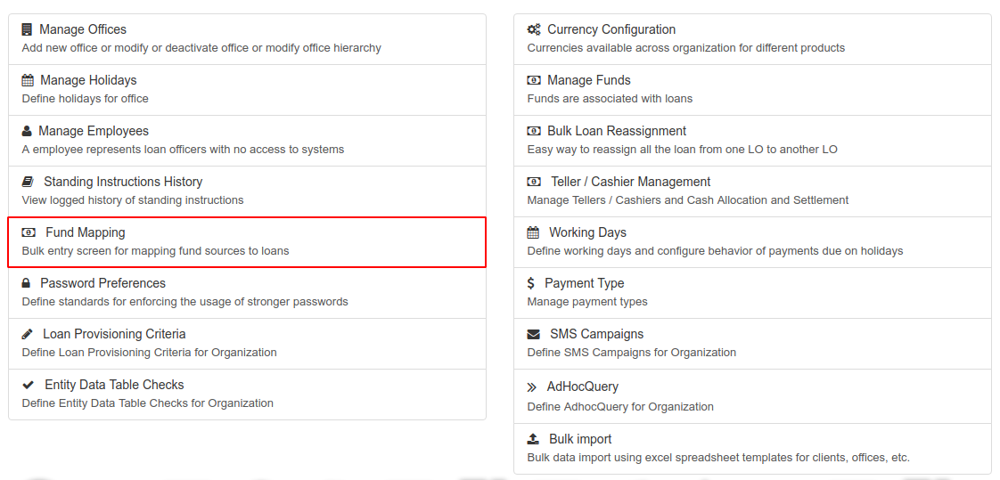 Manage Offices
Add new office or modify or deactivate office or modify office hierarchy
Manage Holidays
Define holidays for office
Manage Employees
A employee represents loan officers with no access to systems
Standing Instructions History
View logged history of standing instructions
Fund Mapping
Bulk entry screen for mapping fund sources to loans
Password Preferences
Define standards for enforcing the usage of stronger passwords
Loan Provisioning Criteria
Define Loan Provisioning Criteria for Organization
Entity Data Table Checks
Define Entity Data Table Checks for Organization
Currency Configuration
Currencies available across organization for different products
Manage Funds
Funds are associated with loans
Bulk Loan Reassignment
Easy way to reassign all the loan from one LO to another LO
Teller / Cashier Management
Manage Tellers / Cashiers and Cash Allocation and Settlement
Working Days
Define working days and configure behavior of payments due on holidays
Payment Type
Manage payment types
SMS Campaigns
Define SMS Campaigns for Organization
AdHocQuery
Define AdhocQuery for Organization
Bulk import
Bulk data import using excel spreadsheet templates for clients, offices, etc.